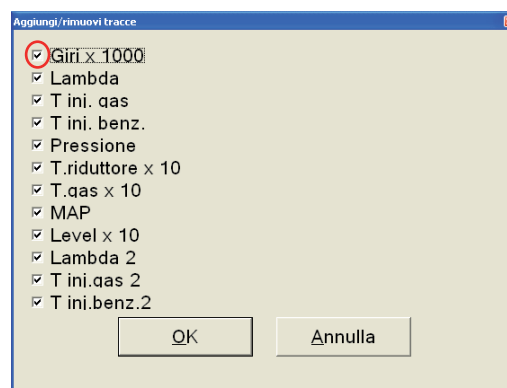 Aggiungi/rimuovi tracce
Giri x 1000
Lambda
T inj. gas
T inj. benz.
Pressione
T.riduttore x 10
T.gas x 10
MAP
Level x 10
Lambda 2
T inj.gas 2
T inj.benz.2
OK
Annulla